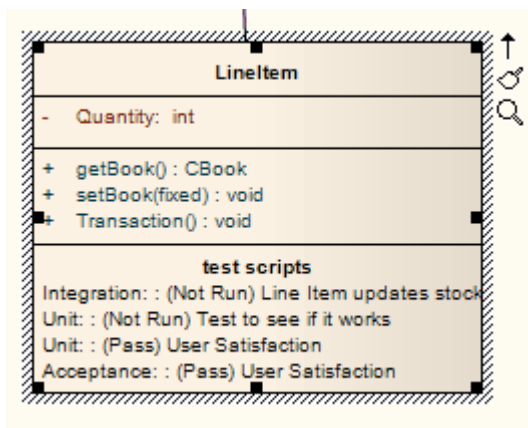 LineItem
- Quantity: int
+ getBook() : CBook
+ setBook(fixed) : void
+ Transaction() : void
test scripts
Integration: : (Not Run) Line Item updates stock
Unit: : (Not Run) Test to see if it works
Unit: : (Pass) User Satisfaction
Acceptance: : (Pass) User Satisfaction